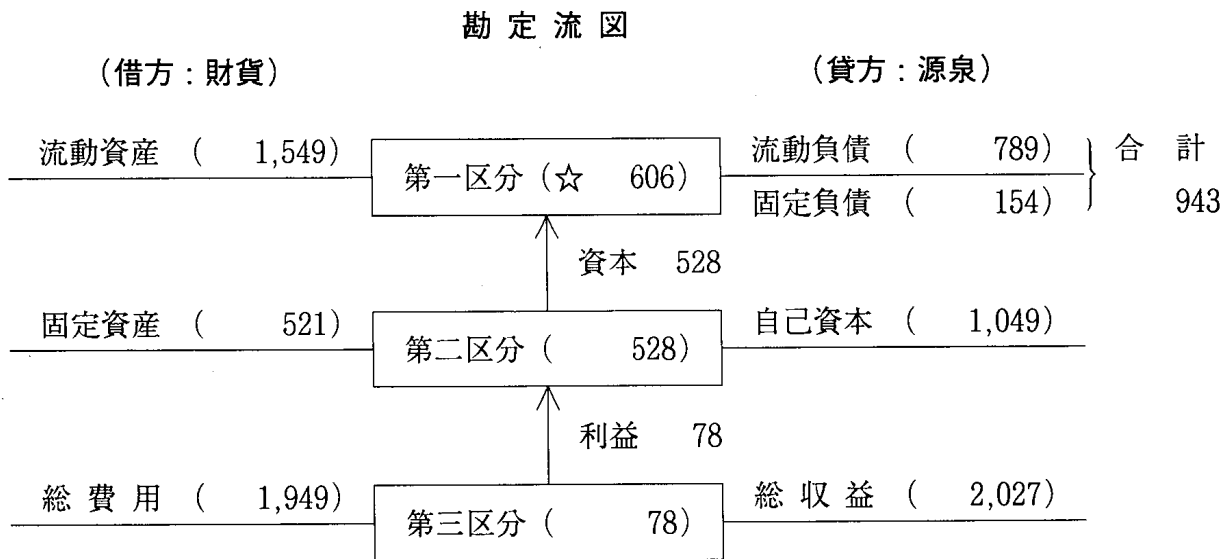 勘定流図
（借方：財貨）　（貸方：源泉）
流動資産　（　1,549）　第一区分（☆　606）　流動負債　（　789）　合　計
固定負債　（　154）　943
資本　528
固定資産　（　521）　第二区分（　528）　自己資本　（　1,049）
利益　78
総 費 用　（　1,949）　第三区分（　78）　総 収 益　（　2,027）